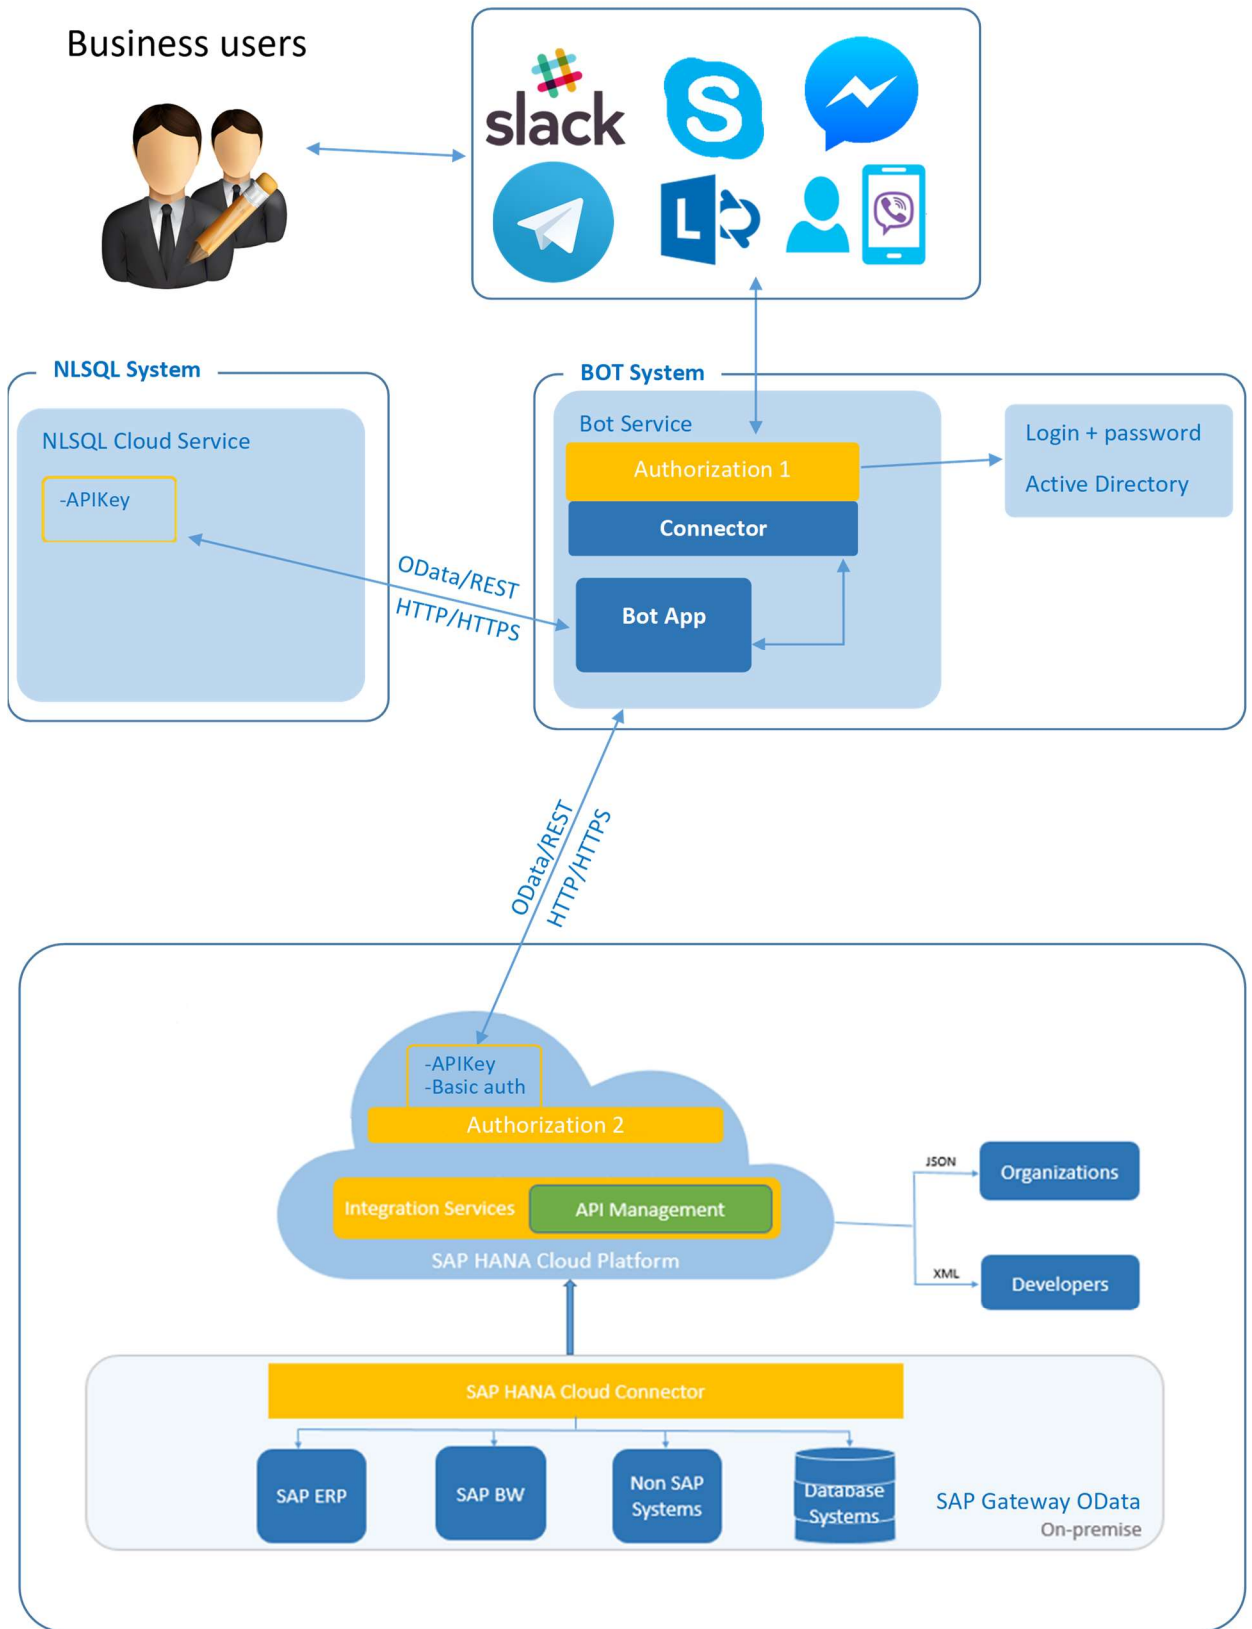 Business users
slack
NLSQL System
NLSQL Cloud Service
-APIKey
BOT System
Bot Service
Authorization 1
Connector
Bot App
Login + password
Active Directory
OData/REST
HTTP/HTTPS
OData/REST
HTTP/HTTPS
-APIKey
-Basic auth
Authorization 2
Integration Services
API Management
SAP HANA Cloud Platform
JSON
Organizations
XML
Developers
SAP HANA Cloud Connector
SAP ERP
SAP BW
Non SAP
Systems
Database
Systems
SAP Gateway OData
On-premise